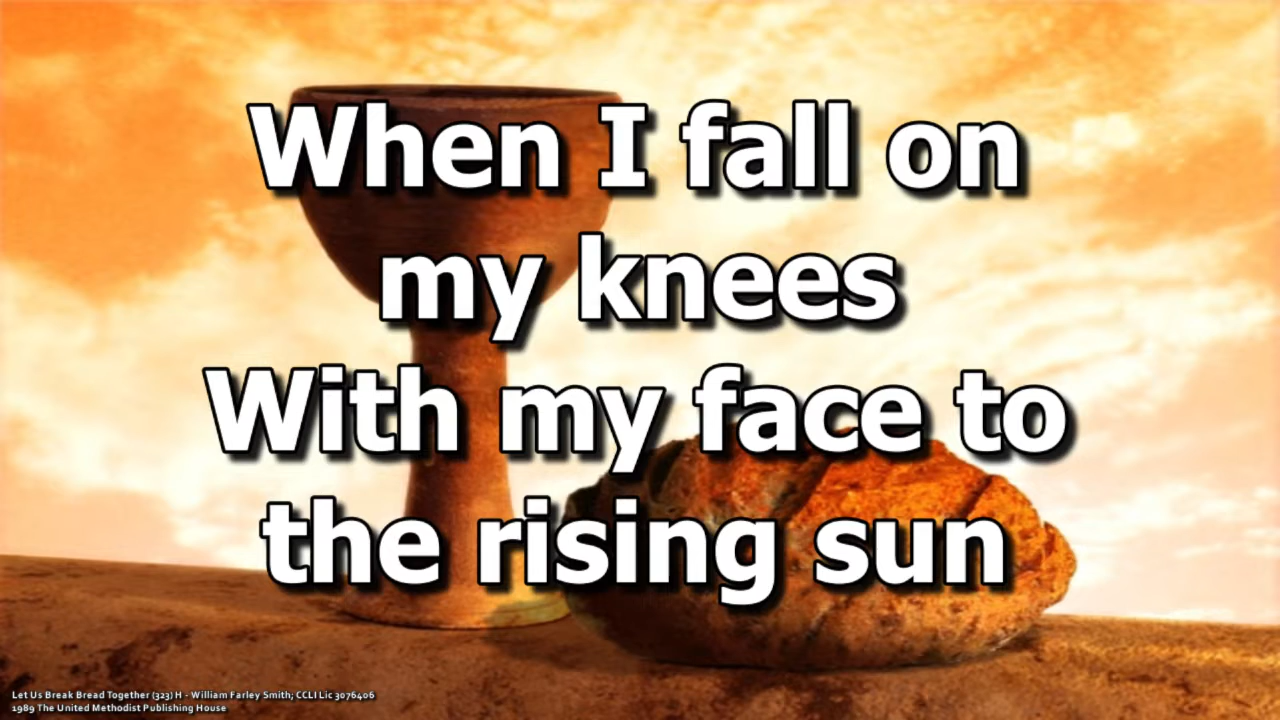 When I fall on
my knees
With my face to
the rising sun
Let Us Break Bread Together (323) H - William Farley Smith; CCLI Lic 3076406
1989 The United Methodist Publishing House